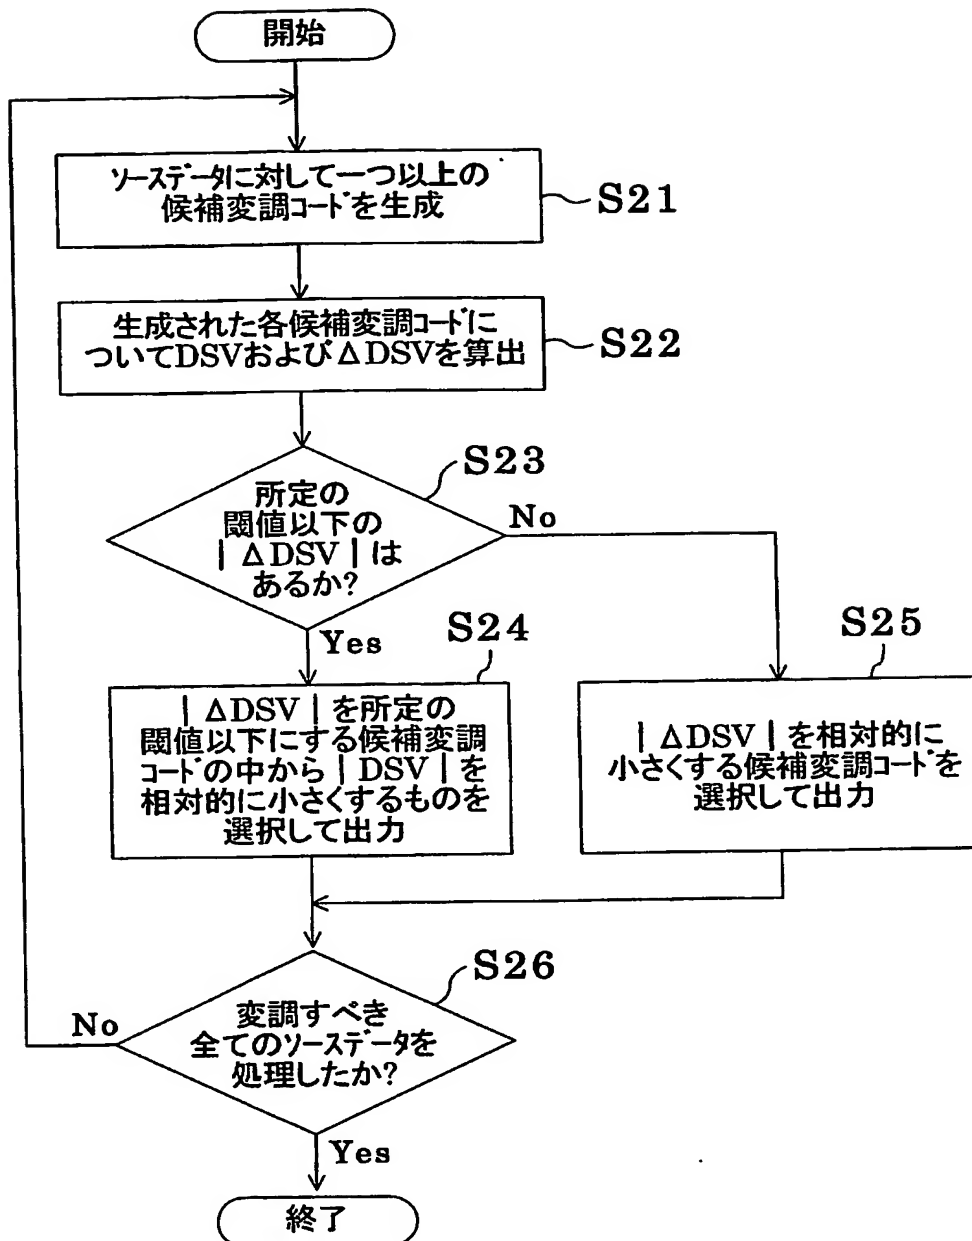 開始
ソースデータに対して一つ以上の
候補変調コードを生成
S21
生成された各候補変調コードに
ついてDSVおよびΔDSVを算出
S22
S23
所定の
閾値以下の
| ΔDSV | は
あるか?
No
Yes
S24
| ΔDSV | を所定の
閾値以下にする候補変調
コードの中から | DSV | を
相対的に小さくするものを
選択して出力
S25
| ΔDSV | を相対的に
小さくする候補変調コードを
選択して出力
S26
変調すべき
全てのソースデータを
処理したか?
No
Yes
終了